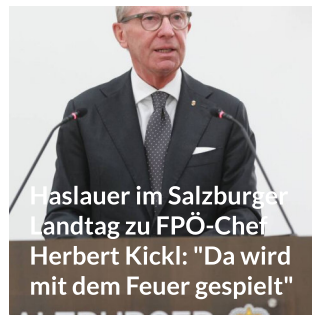 Haslauer im Salzburger
Landtag zu FPÖ-Chef
Herbert Kickl: "Da wird
mit dem Feuer gespielt"